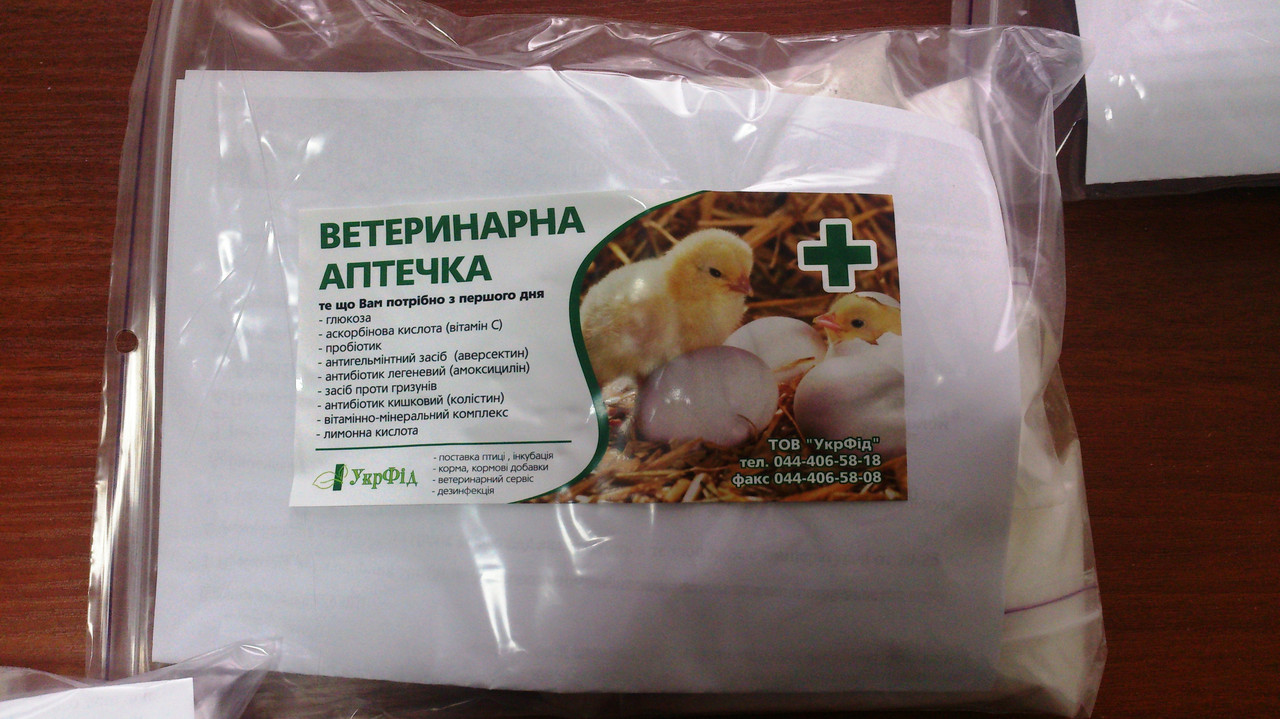 ВЕТЕРИНАРНА
АПТЕЧКА
те що Вам потрібно з першого дня
- глюкоза
- аскорбінова кислота (вітамін С)
- пробіотик
- антигельмінтний засіб (аверсектин)
- антибіотик легеневий (амоксицилін)
- засіб проти гризунів
- антибіотик кишковий (колістин)
- вітамінно-мінеральний комплекс
- лимонна кислота
УкрФід
- поставка птиці , інкубація
- корма, кормові добавки
- ветеринарний сервіс
- дезинфекція
ТОВ "УкрФід"
тел. 044-406-58-18
факс 044-406-58-08